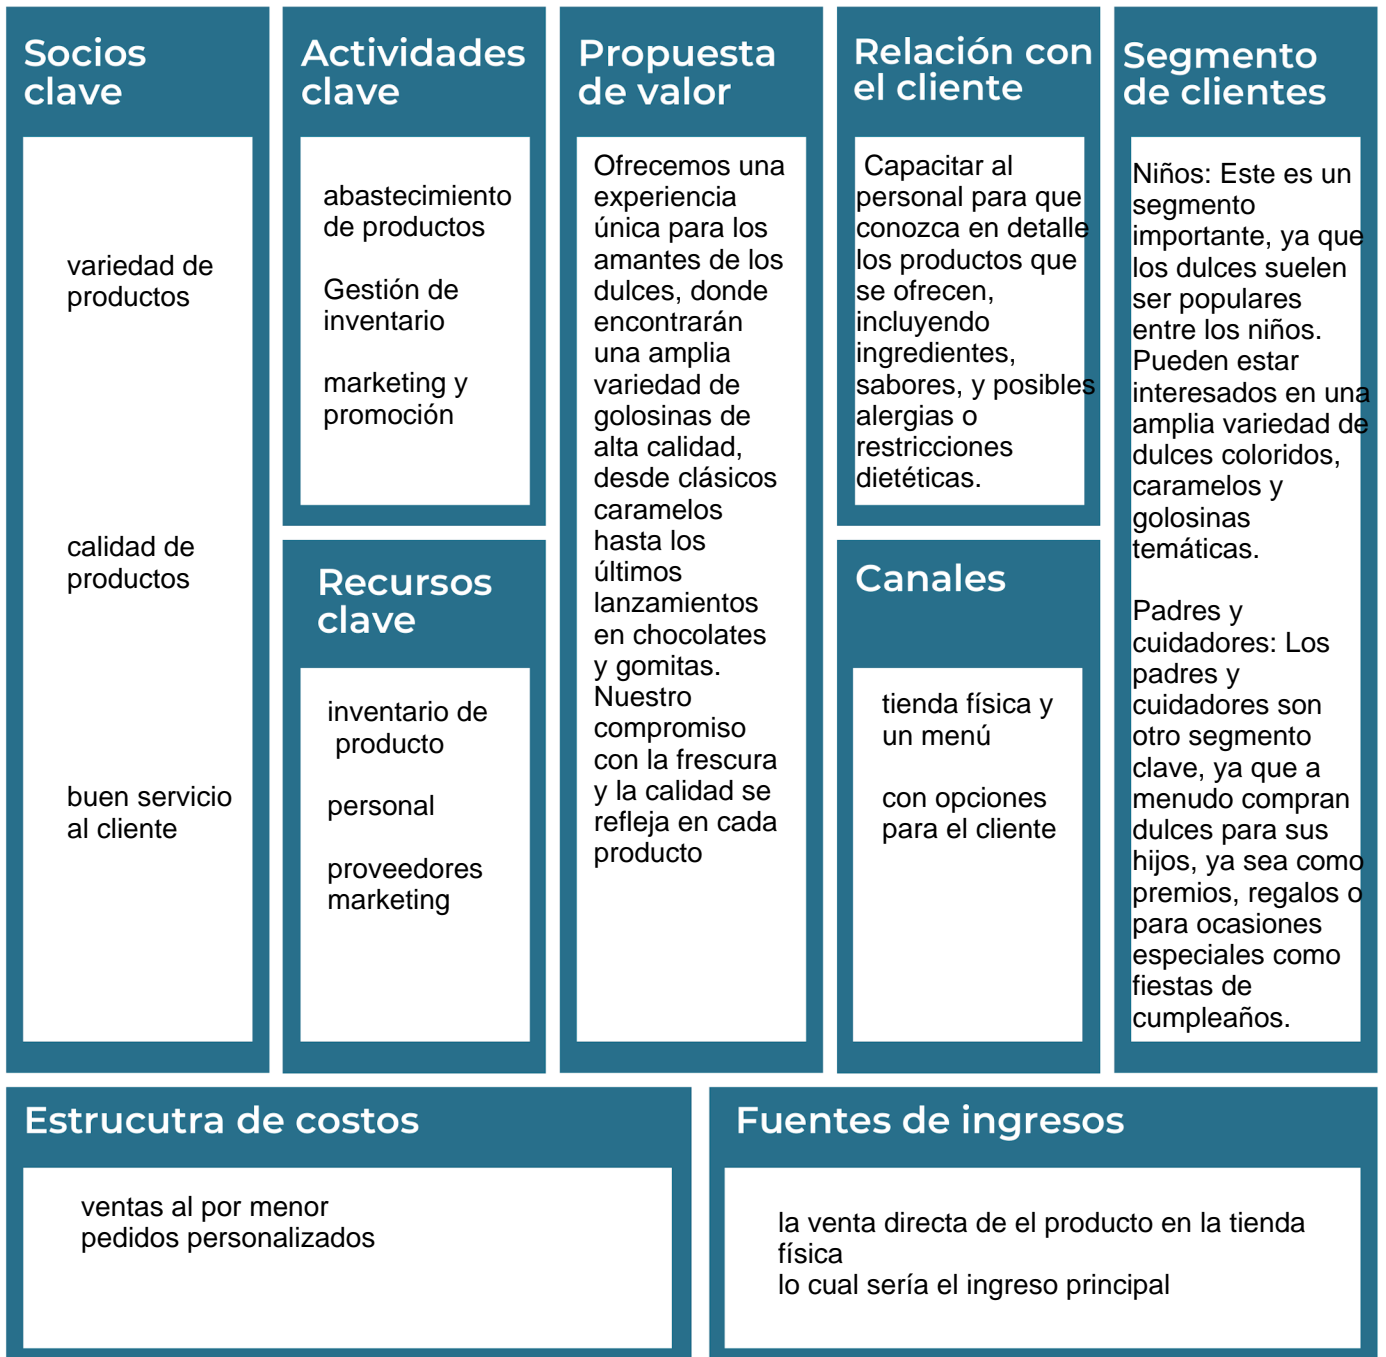 Socios
clave
variedad de
productos
calidad de
productos
buen servicio
al cliente
Actividades
clave
abastecimiento
de productos
Gestión de
inventario
marketing y
promoción
Recursos
clave
inventario de
producto
personal
proveedores
marketing
Propuesta
de valor
Ofrecemos una
experiencia
única para los
amantes de los
dulces, donde
encontrarán
una amplia
variedad de
golosinas de
alta calidad,
desde clásicos
caramelos
hasta los
últimos
lanzamientos
en chocolates
y gomitas.
Nuestro
compromiso
con la frescura
y la calidad se
refleja en cada
producto
Relación con
el cliente
Capacitar al
personal para que
conozca en detalle
los productos que
se ofrecen,
incluyendo
ingredientes,
sabores, y posibles
alergias o
restricciones
dietéticas.
Canales
tienda física y
un menú
con opciones
para el cliente
Segmento
de clientes
Niños: Este es un
segmento
importante, ya que
los dulces suelen
ser populares
entre los niños.
Pueden estar
interesados en una
amplia variedad de
dulces coloridos,
caramelos y
golosinas
temáticas.
Padres y
cuidadores: Los
padres y
cuidadores son
otro segmento
clave, ya que a
menudo compran
dulces para sus
hijos, ya sea como
premios, regalos o
para ocasiones
especiales como
fiestas de
cumpleaños.
Estrucutra de costos
ventas al por menor
pedidos personalizados
Fuentes de ingresos
la venta directa de el producto en la tienda
física
lo cual sería el ingreso principal